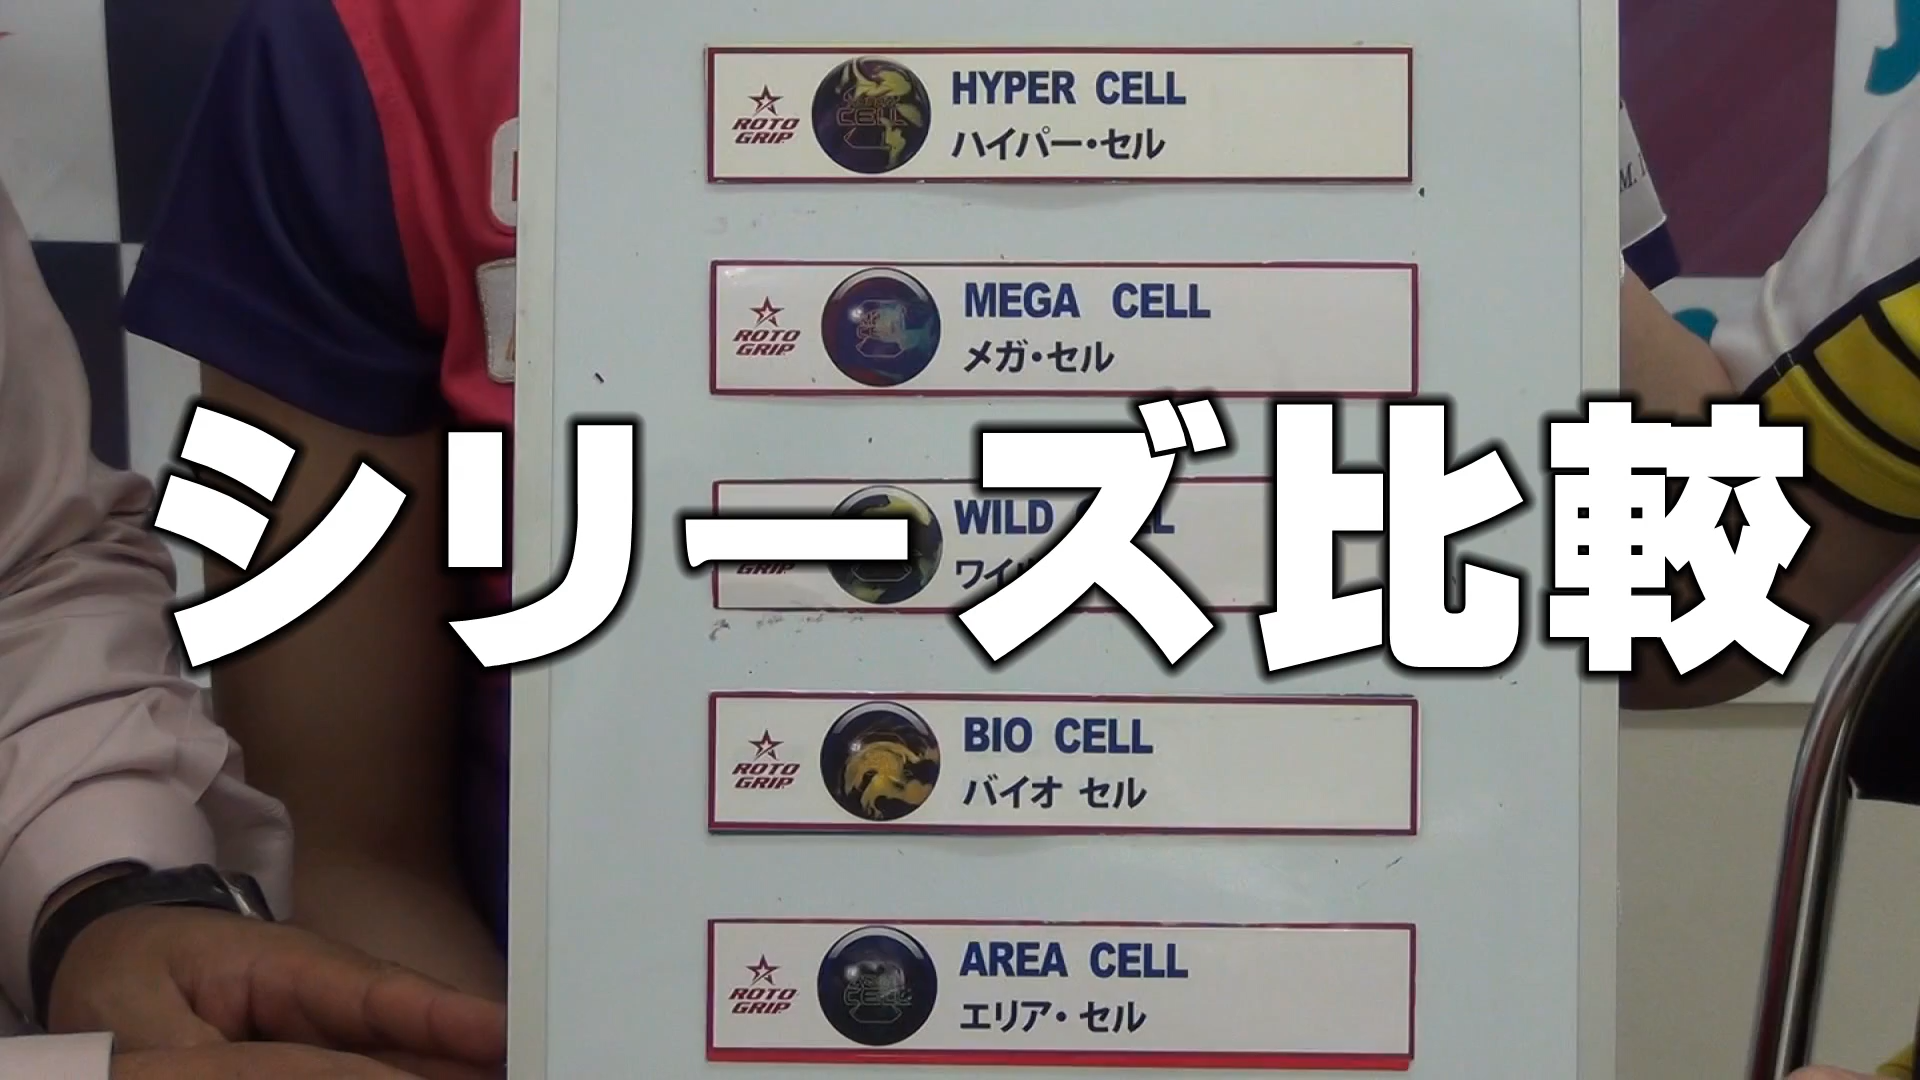 ROTO
GRIP
HYPER CELL
ハイパー・セル
ROTO
GRIP
MEGA CELL
メガ・セル
シリーズ比較
GRIP
WILD
ROTO
GRIP
BIO CELL
バイオ セル
ROTO
GRIP
AREA CELL
エリア・セル